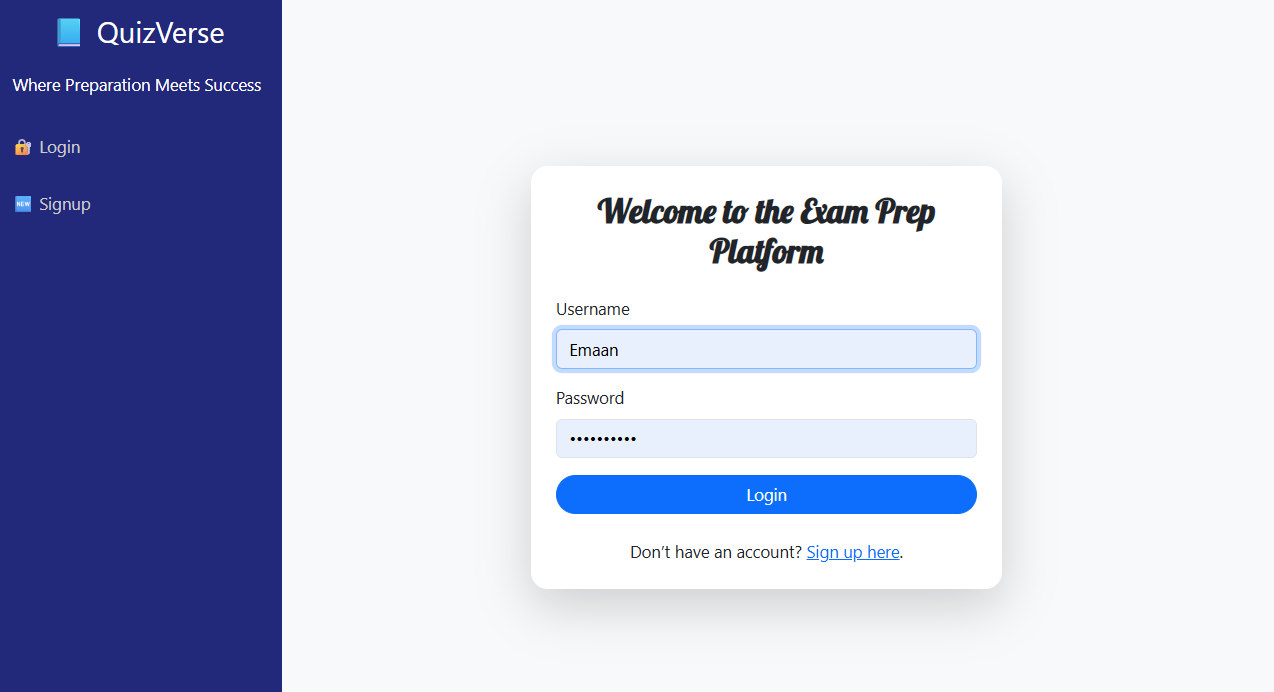 QuizVerse
Where Preparation Meets Success
Login
NEW Signup
Welcome to the Exam Prep
Platform
Username
Emaan
Password
••••••••••
Login
Don't have an account? Sign up here.